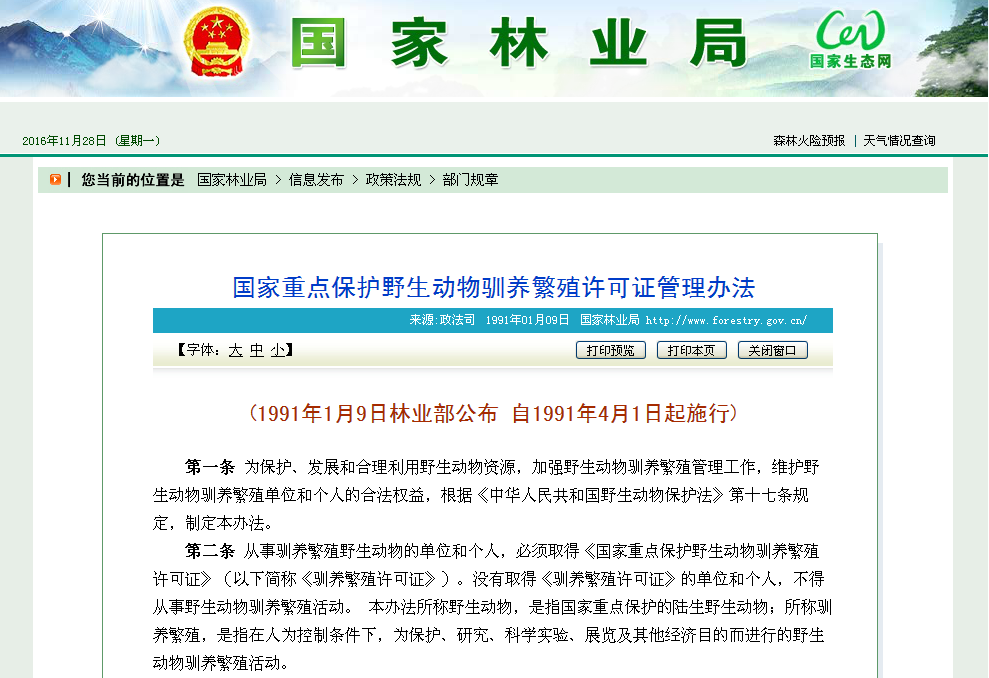 国家林业局
国家生态网
2016年11月28日 (星期一)
森林火险预报 | 天气情况查询
您当前的位置是 国家林业局 > 信息发布 > 政策法规 > 部门规章
国家重点保护野生动物驯养繁殖许可证管理办法
来源:政法司 1991年01月09日 国家林业局 http://www.forestry.gov.cn/
【字体：大 中 小】
打印预览 打印本页 关闭窗口
(1991年1月9日林业部公布 自1991年4月1日起施行)
第一条 为保护、发展和合理利用野生动物资源，加强野生动物驯养繁殖管理工作，维护野
生动物驯养繁殖单位和个人的合法权益，根据《中华人民共和国野生动物保护法》第十七条规
定，制定本办法。
第二条 从事驯养繁殖野生动物的单位和个人，必须取得《国家重点保护野生动物驯养繁殖
许可证》（以下简称《驯养繁殖许可证》）。没有取得《驯养繁殖许可证》的单位和个人，不得
从事野生动物驯养繁殖活动。 本办法所称野生动物，是指国家重点保护的陆生野生动物；所称驯
养繁殖，是指在人为控制条件下，为保护、研究、科学实验、展览及其他经济目的而进行的野生
动物驯养繁殖活动。